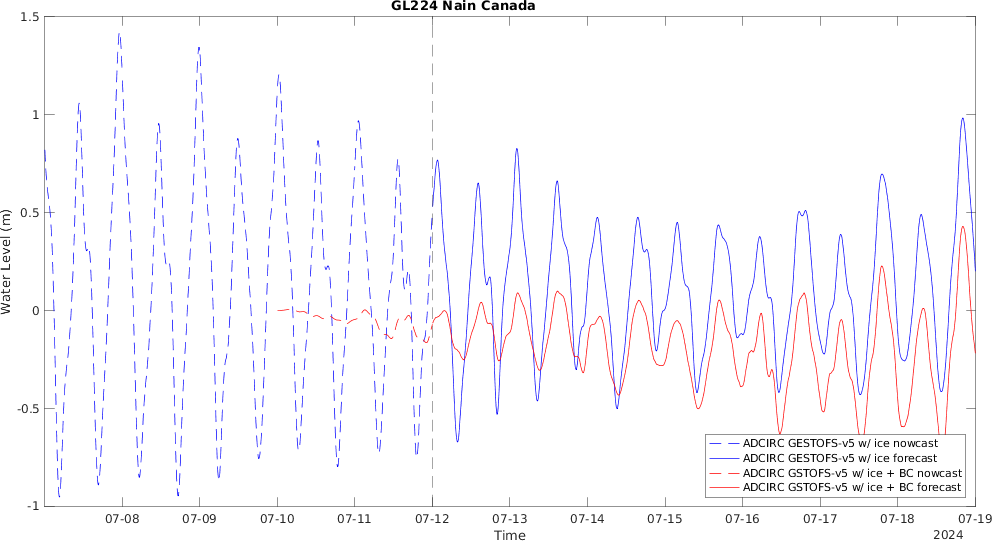 GL224 Nain Canada
1.5
1
0.5
0
-0.5
-1
Water Level (m)
07-08 07-09 07-10 07-11 07-12 07-13 07-14 07-15 07-16 07-17 07-18 07-19
Time
2024
ADCIRC GESTOFS-v5 w/ ice nowcast
ADCIRC GESTOFS-v5 w/ ice forecast
ADCIRC GSTOFS-v5 w/ ice + BC nowcast
ADCIRC GSTOFS-v5 w/ ice + BC forecast